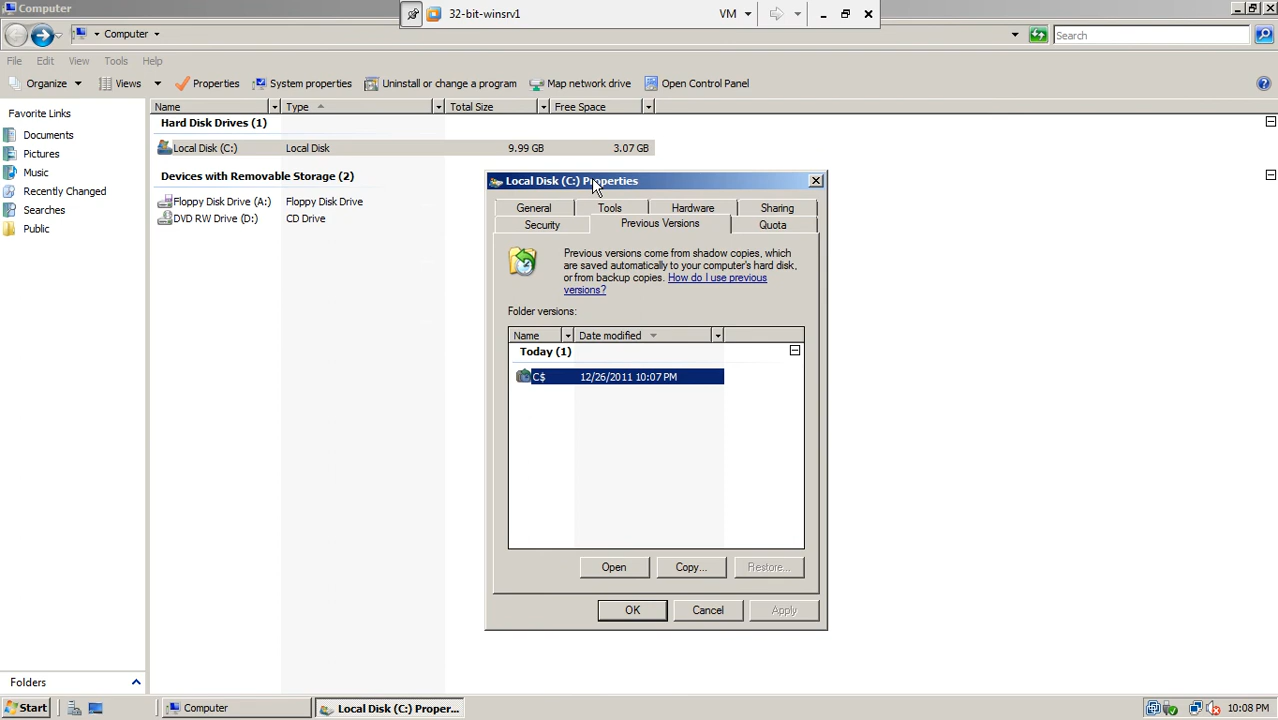 Computer
32-bit-winsrv1
VM
Computer
Search
File Edit View Tools Help
Organize Views Properties System properties Uninstall or change a program Map network drive Open Control Panel
Favorite Links
Documents
Pictures
Music
Recently Changed
Searches
Public
Folders
Name Type Total Size Free Space
Hard Disk Drives (1)
Local Disk (C:) Local Disk 9.99 GB 3.07 GB
Devices with Removable Storage (2)
Floppy Disk Drive (A:) Floppy Disk Drive
DVD RW Drive (D:) CD Drive
Local Disk (C:) Properties
General Tools Hardware Sharing
Security Previous Versions Quota
Previous versions come from shadow copies, which
are saved automatically to your computer's hard disk,
or from backup copies. How do I use previous
versions?
Folder versions:
Name Date modified
Today (1)
C$ 12/26/2011 10:07 PM
Open Copy... Restore...
OK Cancel Apply
Start Computer Local Disk (C:) Proper... 10:08 PM